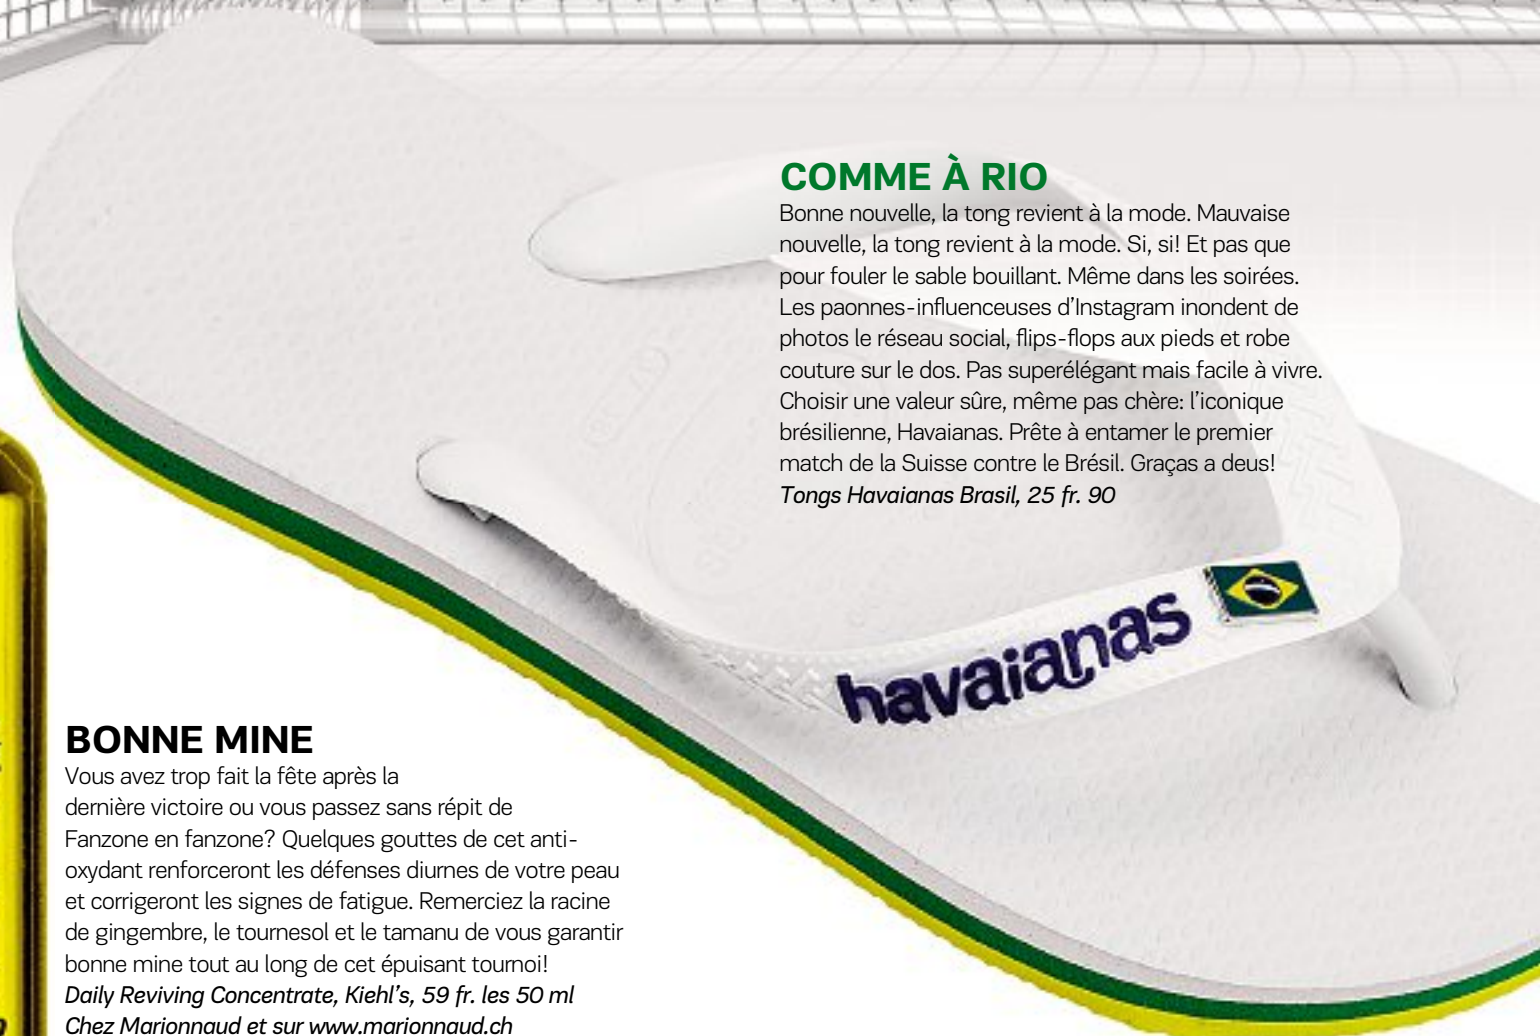 COMME À RIO
Bonne nouvelle, la tong revient à la mode. Mauvaise
nouvelle, la tong revient à la mode. Si, si! Et pas que
pour fouler le sable bouillant. Même dans les soirées.
Les paonnes-influenceuses d’Instagram inondent de
photos le réseau social, flips-flops aux pieds et robe
couture sur le dos. Pas superélégant mais facile à vivre.
Choisir une valeur sûre, même pas chère: l’iconique
brésilienne, Havaianas. Prête à entamer le premier
match de la Suisse contre le Brésil. Graças a deus!
Tongs Havaianas Brasil, 25 fr. 90
havaianas
BONNE MINE
Vous avez trop fait la fête après la
dernière victoire ou vous passez sans répit de
Fanzone en fanzone? Quelques gouttes de cet anti-
oxydant renforceront les défenses diurnes de votre peau
et corrigeront les signes de fatigue. Remerciez la racine
de gingembre, le tournesol et le tamanu de vous garantir
bonne mine tout au long de cet épuisant tournoi!
Daily Reviving Concentrate, Kiehl’s, 59 fr. les 50 ml
Chez Marionnaud et sur www.marionnaud.ch